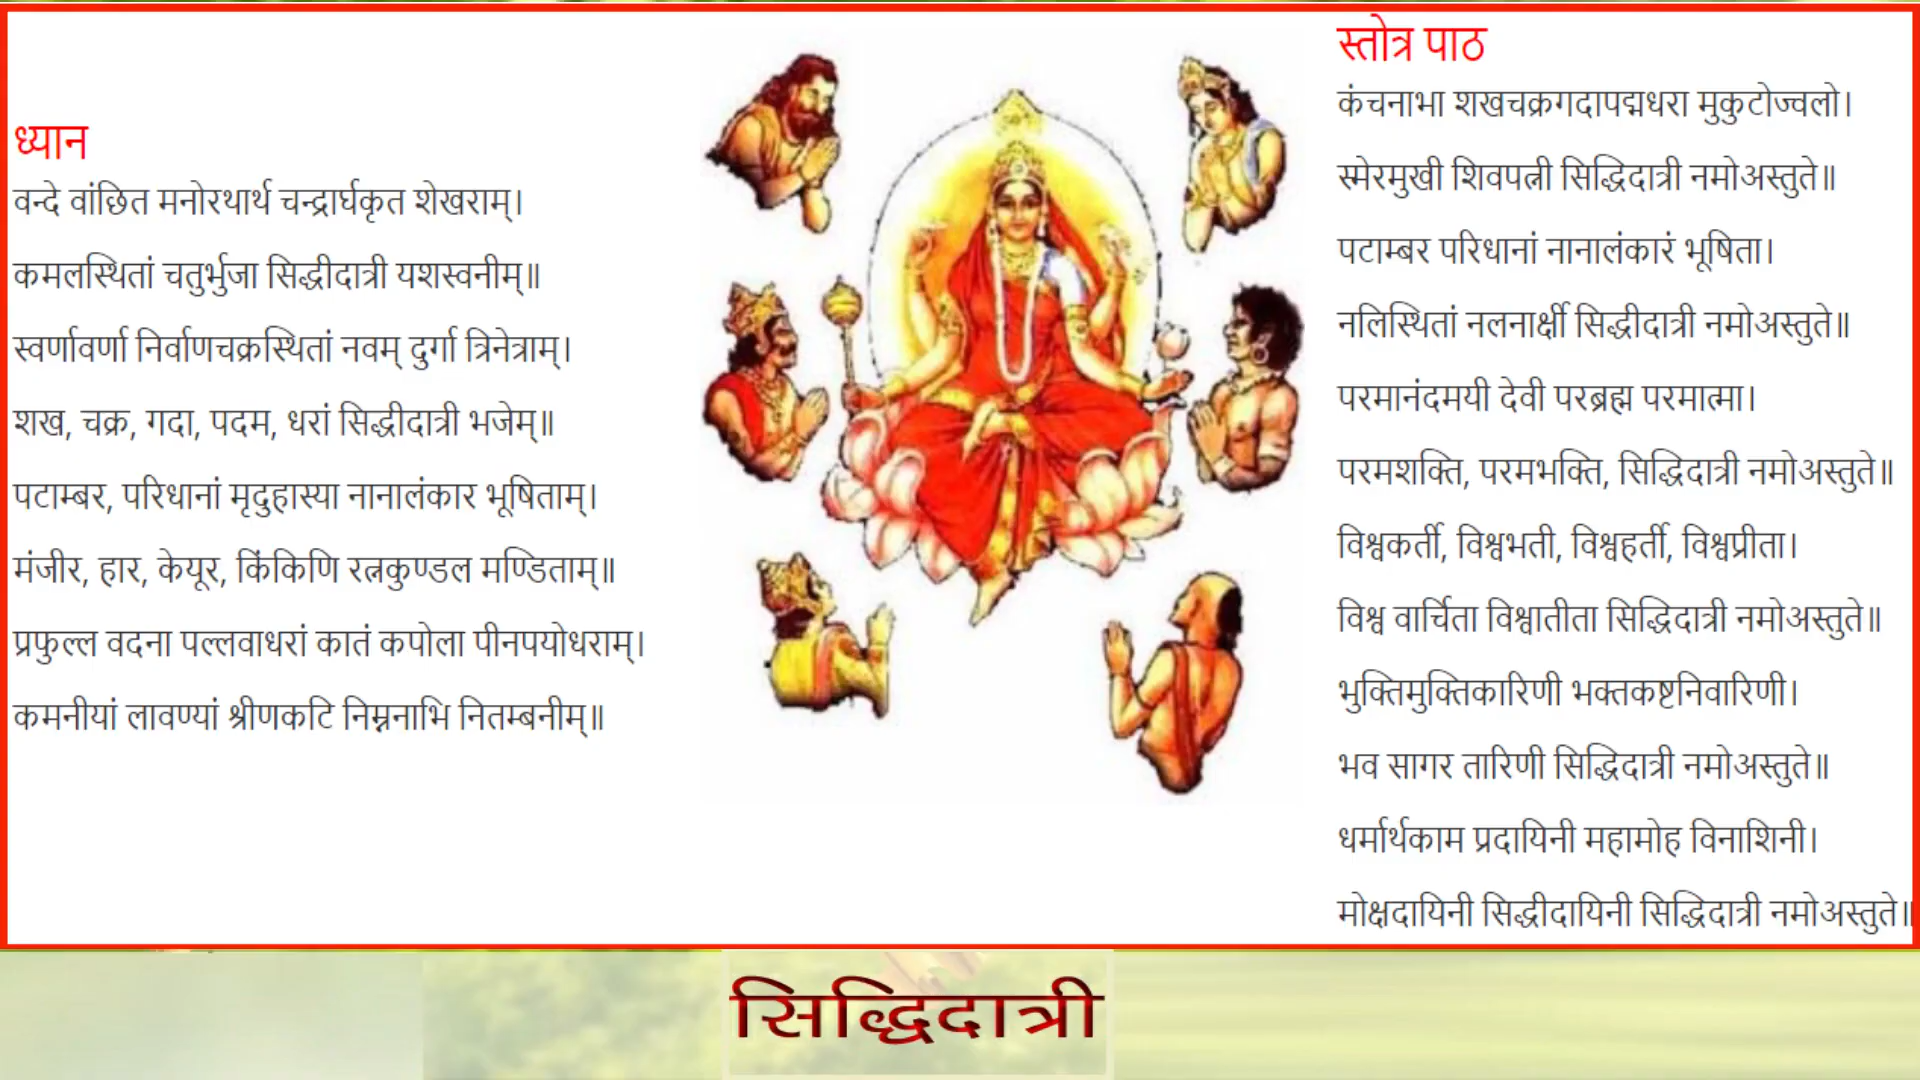 ध्यान
वन्दे वांछित मनोरथार्थ चन्द्रार्घकृत शेखराम्।
कमलस्थितां चतुर्भुजा सिद्धीदात्री यशस्वनीम्॥
स्वर्णावर्णा निर्वाणचक्रस्थितां नवम् दुर्गा त्रिनेत्राम्।
शख, चक्र, गदा, पदम, धरां सिद्धीदात्री भजेम्॥
पटाम्बर, परिधानां मृदुहास्या नानालंकार भूषिताम्।
मंजीर, हार, केयूर, किंकिणि रत्नकुण्डल मण्डिताम्॥
प्रफुल्ल वदना पल्लवाधरां कातं कपोला पीनपयोधराम्।
कमनीयां लावण्यां श्रीणकटि निम्ननाभि नितम्बनीम्॥
स्तोत्र पाठ
कंचनाभा शखचक्रगदापद्मधरा मुकुटोज्वलो।
स्मेरमुखी शिवपत्नी सिद्धिदात्री नमोअस्तुते॥
पटाम्बर परिधानां नानालंकारं भूषिता।
नलिस्थितां नलनार्क्षी सिद्धीदात्री नमोअस्तुते॥
परमानंदमयी देवी परब्रह्म परमात्मा।
परमशक्ति, परमभक्ति, सिद्धिदात्री नमोअस्तुते॥
विश्वकर्ती, विश्वभती, विश्वहर्ती, विश्वप्रीता।
विश्व वार्चिता विश्वातीता सिद्धिदात्री नमोअस्तुते॥
भुक्तिमुक्तिकारिणी भक्तकष्टनिवारिणी।
भव सागर तारिणी सिद्धिदात्री नमोअस्तुते॥
धर्मार्थकाम प्रदायिनी महामोह विनाशिनी।
मोक्षदायिनी सिद्धीदायिनी सिद्धिदात्री नमोअस्तुते॥
सिद्धिदात्री